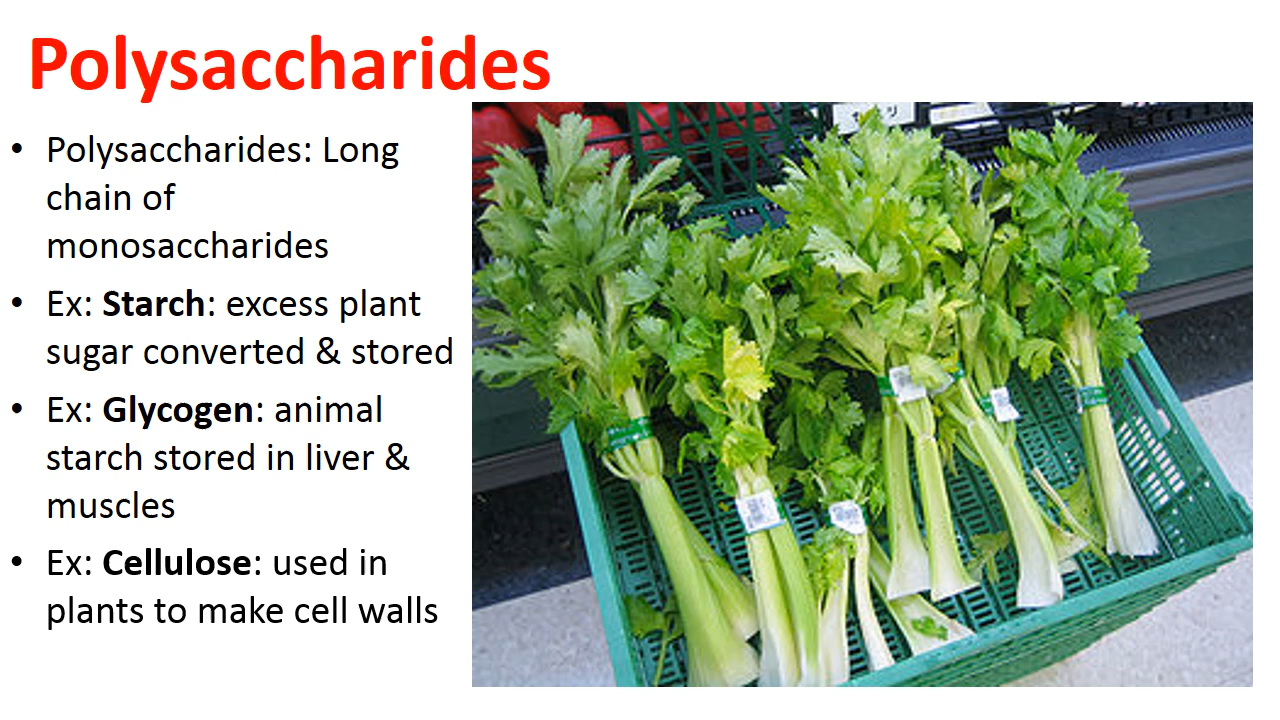 Polysaccharides
• Polysaccharides: Long
chain of
monosaccharides
• Ex: Starch: excess plant
sugar converted & stored
• Ex: Glycogen: animal
starch stored in liver &
muscles
• Ex: Cellulose: used in
plants to make cell walls